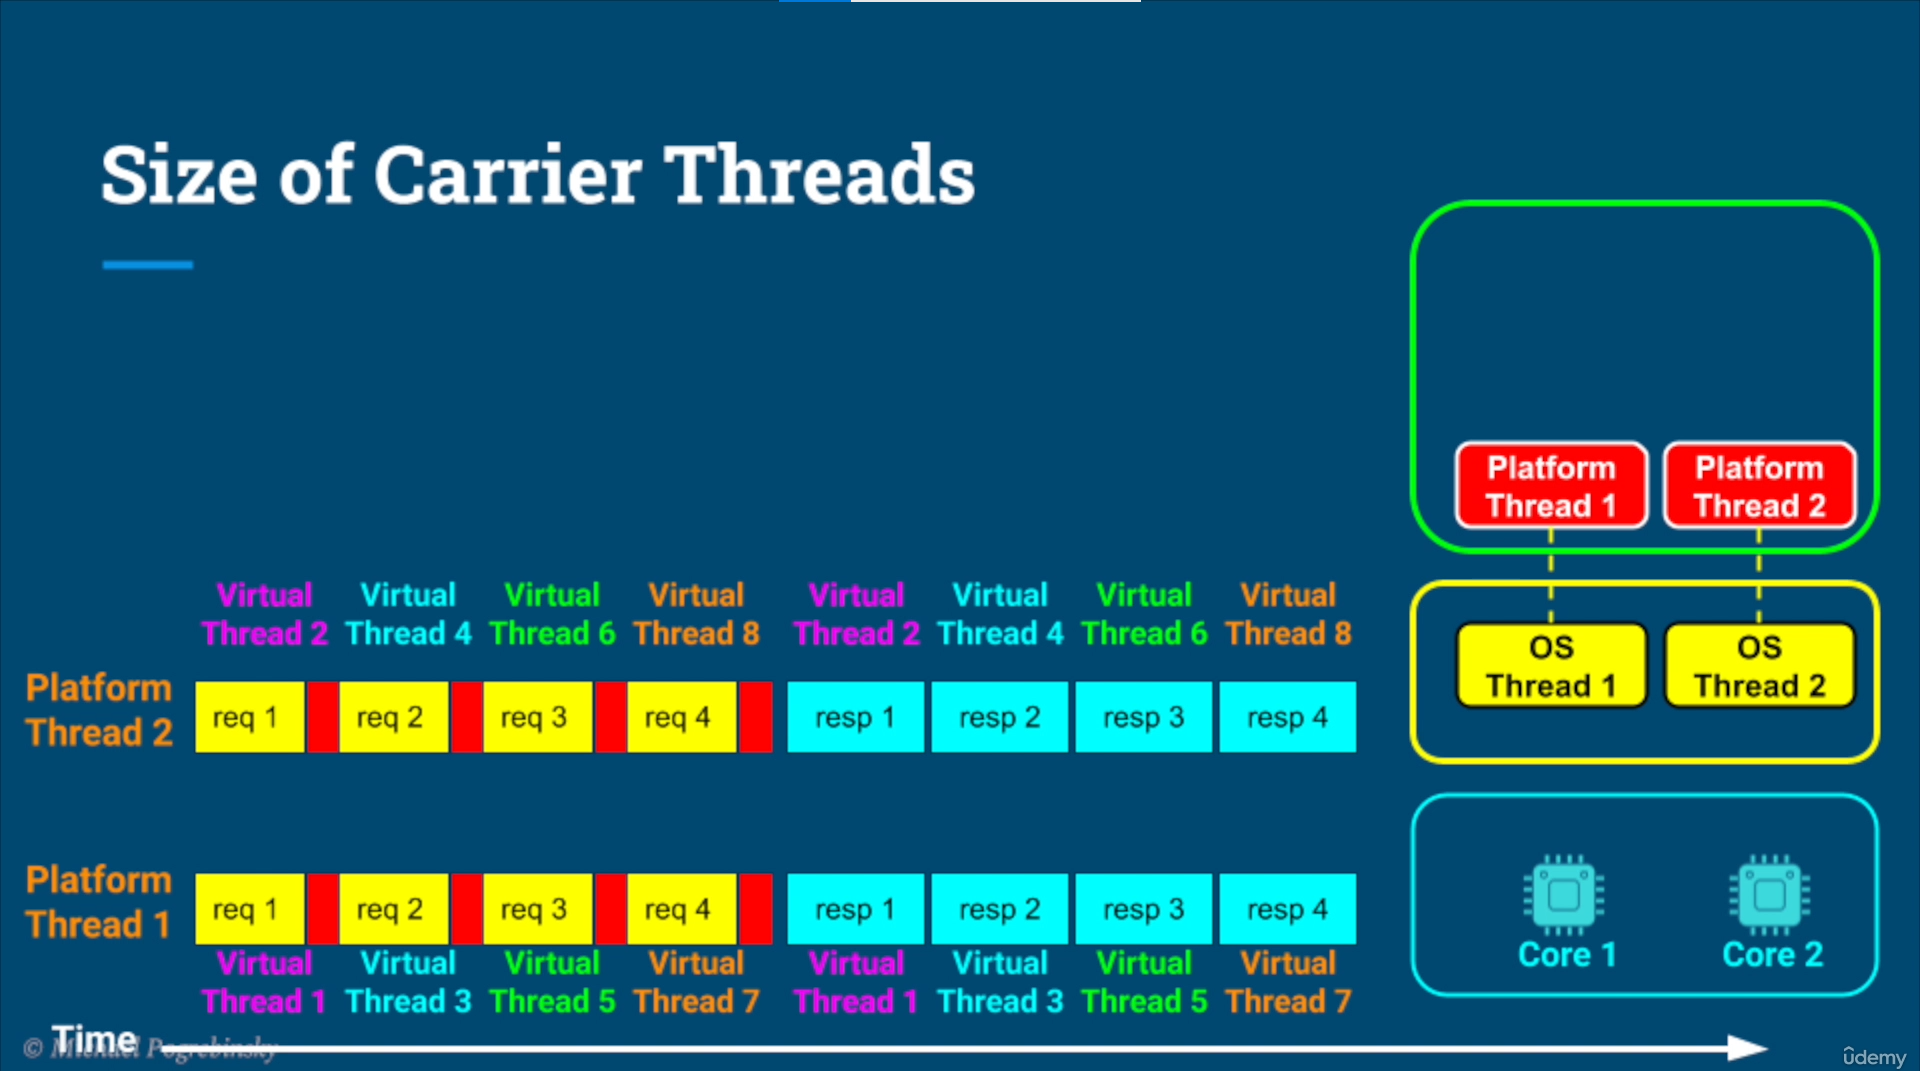 Size of Carrier Threads
Platform
Thread 1
Platform
Thread 2
OS
Thread 1
OS
Thread 2
Core 1
Core 2
Virtual
Thread 2
Virtual
Thread 4
Virtual
Thread 6
Virtual
Thread 8
Virtual
Thread 2
Virtual
Thread 4
Virtual
Thread 6
Virtual
Thread 8
Platform
Thread 2
req 1
req 2
req 3
req 4
resp 1
resp 2
resp 3
resp 4
Platform
Thread 1
req 1
req 2
req 3
req 4
resp 1
resp 2
resp 3
resp 4
Virtual
Thread 1
Virtual
Thread 3
Virtual
Thread 5
Virtual
Thread 7
Virtual
Thread 1
Virtual
Thread 3
Virtual
Thread 5
Virtual
Thread 7
Time
© Michael Pogrebinsky
ûdemy